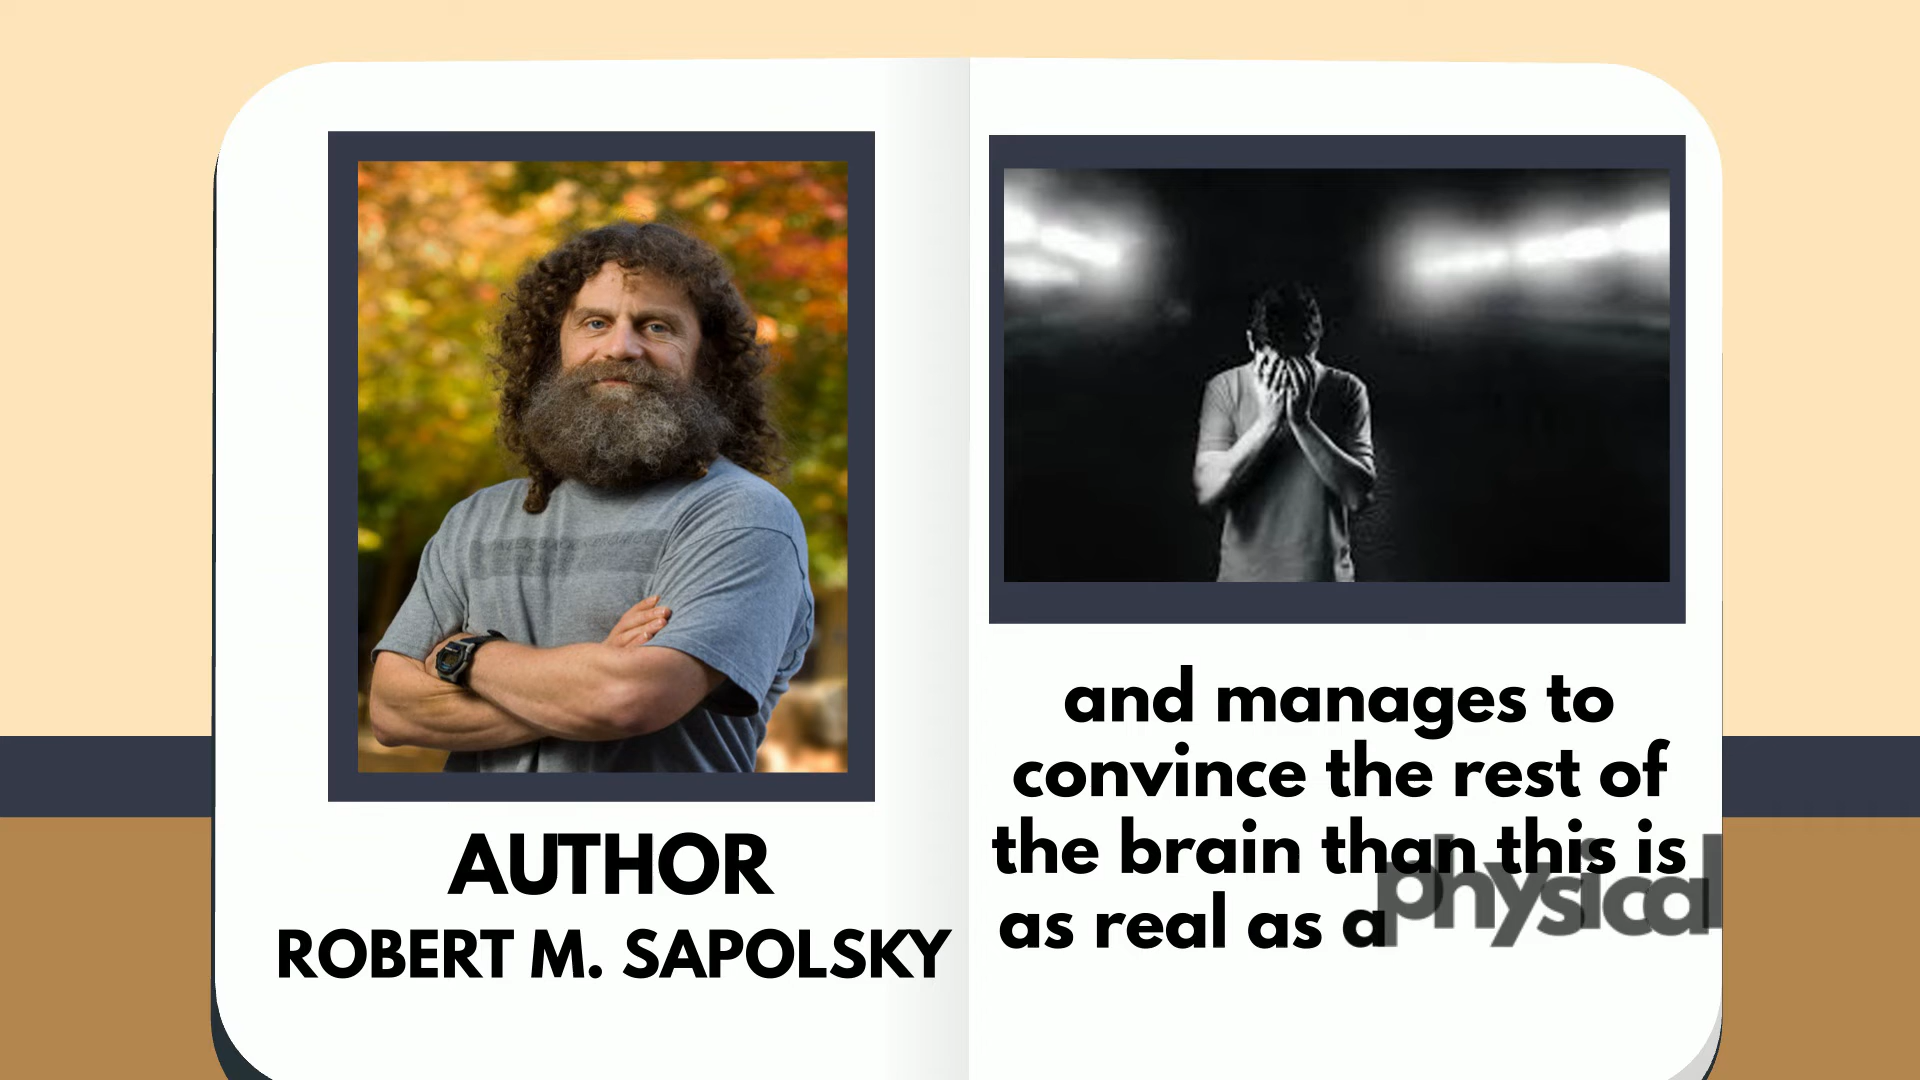 AUTHOR
ROBERT M. SAPOLSKY
and manages to
convince the rest of
the brain than this is
as real as a physical